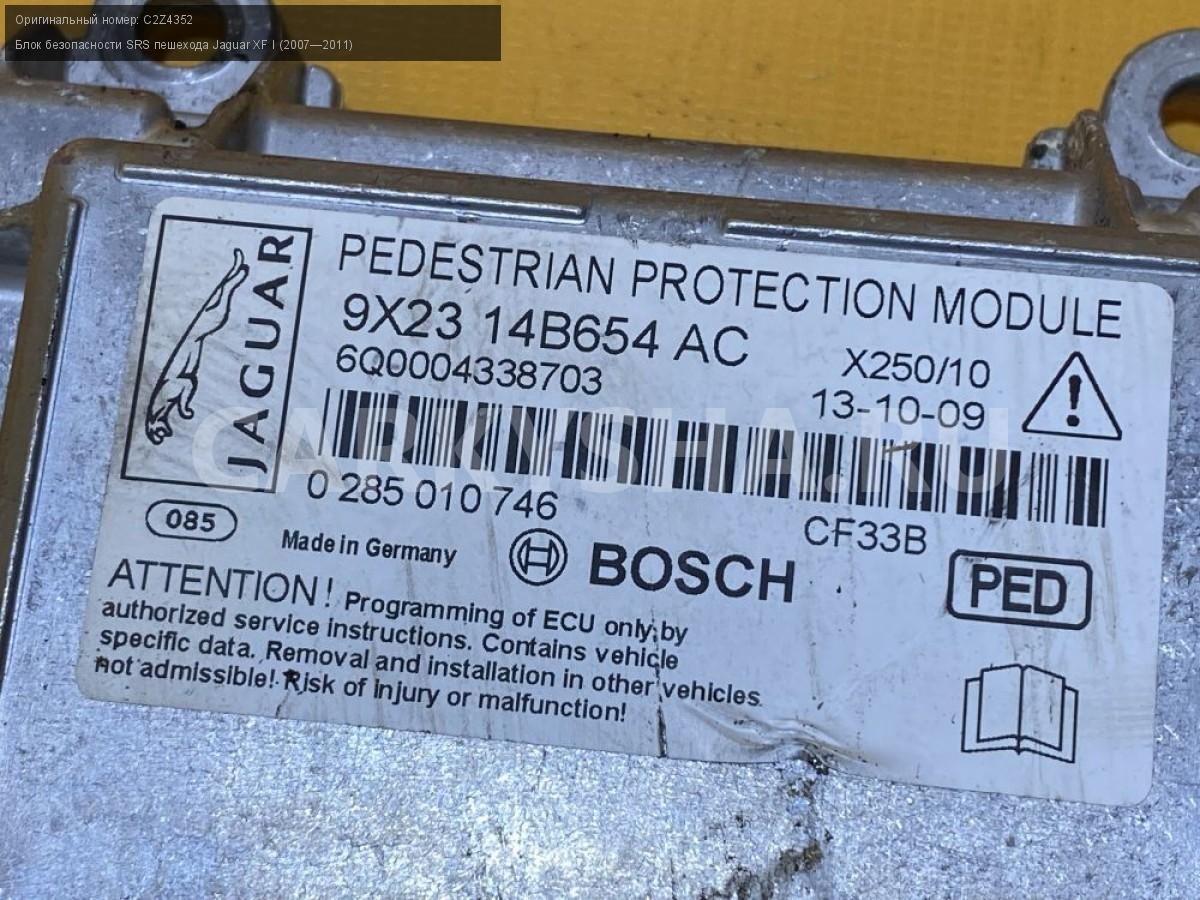 Оригинальный номер: C2Z4352
Блок безопасности SRS пешехода Jaguar XF I (2007—2011)
JAGUAR
PEDESTRIAN PROTECTION MODULE
9X23 14B654 AC
6Q0004338703
X250/10
13-10-09
CARKYSHA.RU
0 285 010 746
CF33B
085
Made in Germany
BOSCH
PED
ATTENTION! Programming of ECU only by
authorized service instructions. Contains vehicle
specific data. Removal and installation in other vehicles
not admissible! Risk of injury or malfunction!